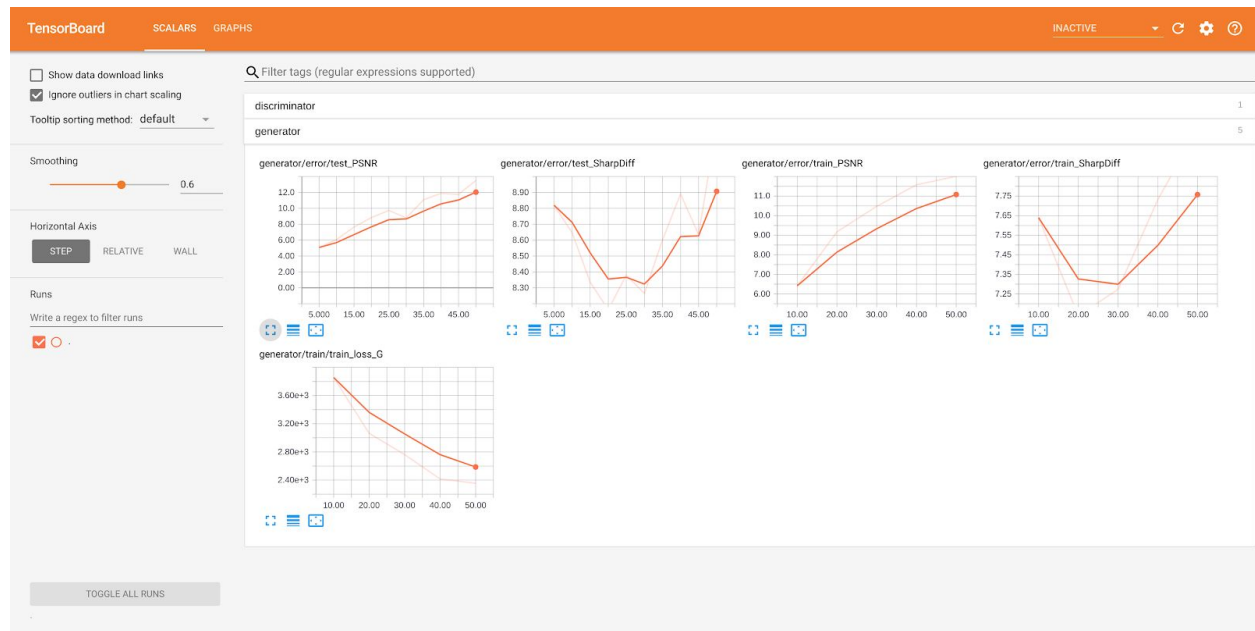 TensorBoard SCALARS GRAPHS INACTIVE
Show data download links
Ignore outliers in chart scaling
Tooltip sorting method: default
Smoothing
0.6
Horizontal Axis
STEP RELATIVE WALL
Runs
Write a regex to filter runs
.
TOGGLE ALL RUNS
.
Filter tags (regular expressions supported)
discriminator 1
generator 5
generator/error/test_PSNR
12.0
10.0
8.00
6.00
4.00
2.00
0.00
5.000 15.00 25.00 35.00 45.00
generator/error/test_SharpDiff
8.90
8.80
8.70
8.60
8.50
8.40
8.30
5.000 15.00 25.00 35.00 45.00
generator/error/train_PSNR
11.0
10.0
9.00
8.00
7.00
6.00
10.00 20.00 30.00 40.00 50.00
generator/error/train_SharpDiff
7.75
7.65
7.55
7.45
7.35
7.25
10.00 20.00 30.00 40.00 50.00
generator/train/train_loss_G
3.60e+3
3.20e+3
2.80e+3
2.40e+3
10.00 20.00 30.00 40.00 50.00